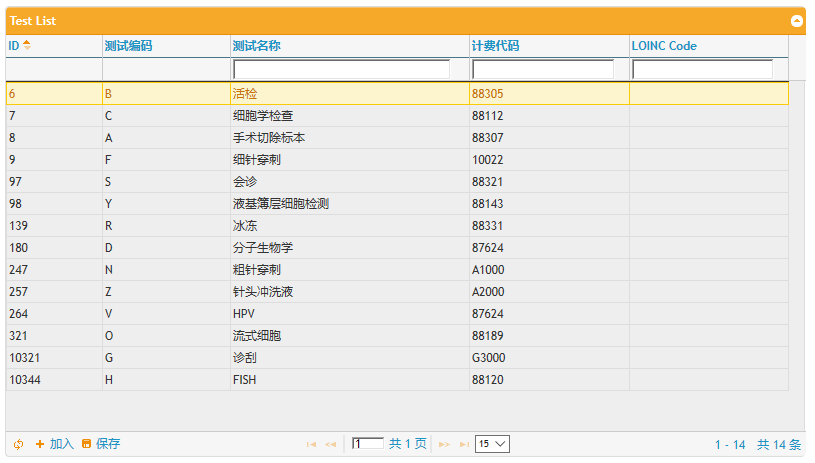 Test List
ID 测试编码 测试名称 计费代码 LOINC Code
6 B 活检 88305
7 C 细胞学检查 88112
8 A 手术切除标本 88307
9 F 细针穿刺 10022
97 S 会诊 88321
98 Y 液基簿层细胞检测 88143
139 R 冰冻 88331
180 D 分子生物学 87624
247 N 粗针穿刺 A1000
257 Z 针头冲洗液 A2000
264 V HPV 87624
321 O 流式细胞 88189
10321 G 诊刮 G3000
10344 H FISH 88120
加入 保存 1 共 1 页 15 1 - 14 共 14 条